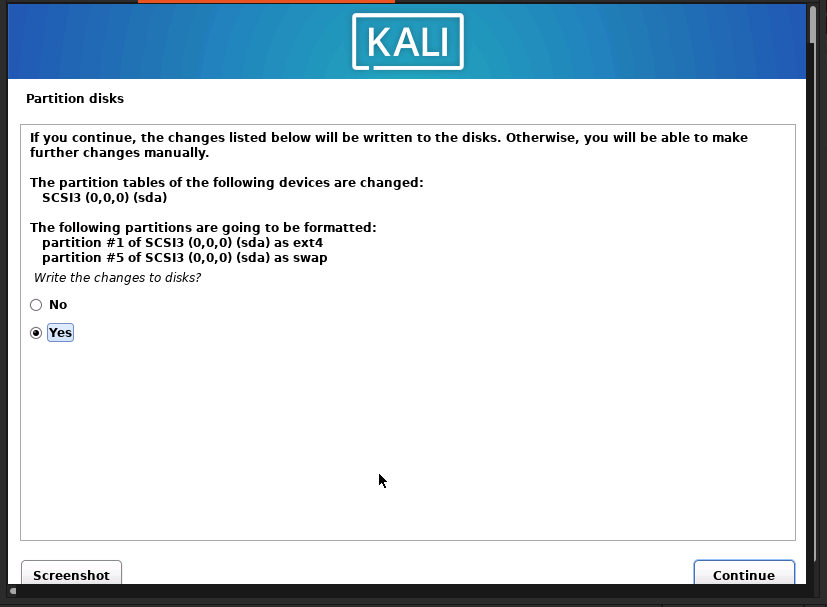 KALI
Partition disks
If you continue, the changes listed below will be written to the disks. Otherwise, you will be able to make
further changes manually.
The partition tables of the following devices are changed:
SCSI3 (0,0,0) (sda)
The following partitions are going to be formatted:
partition #1 of SCSI3 (0,0,0) (sda) as ext4
partition #5 of SCSI3 (0,0,0) (sda) as swap
Write the changes to disks?
No
Yes
Screenshot
Continue